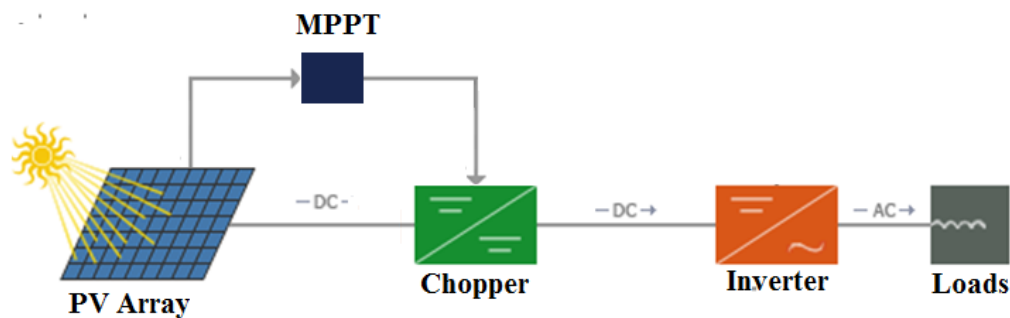 MPPT
DC
DC
AC
PV Array
Chopper
Inverter
Loads